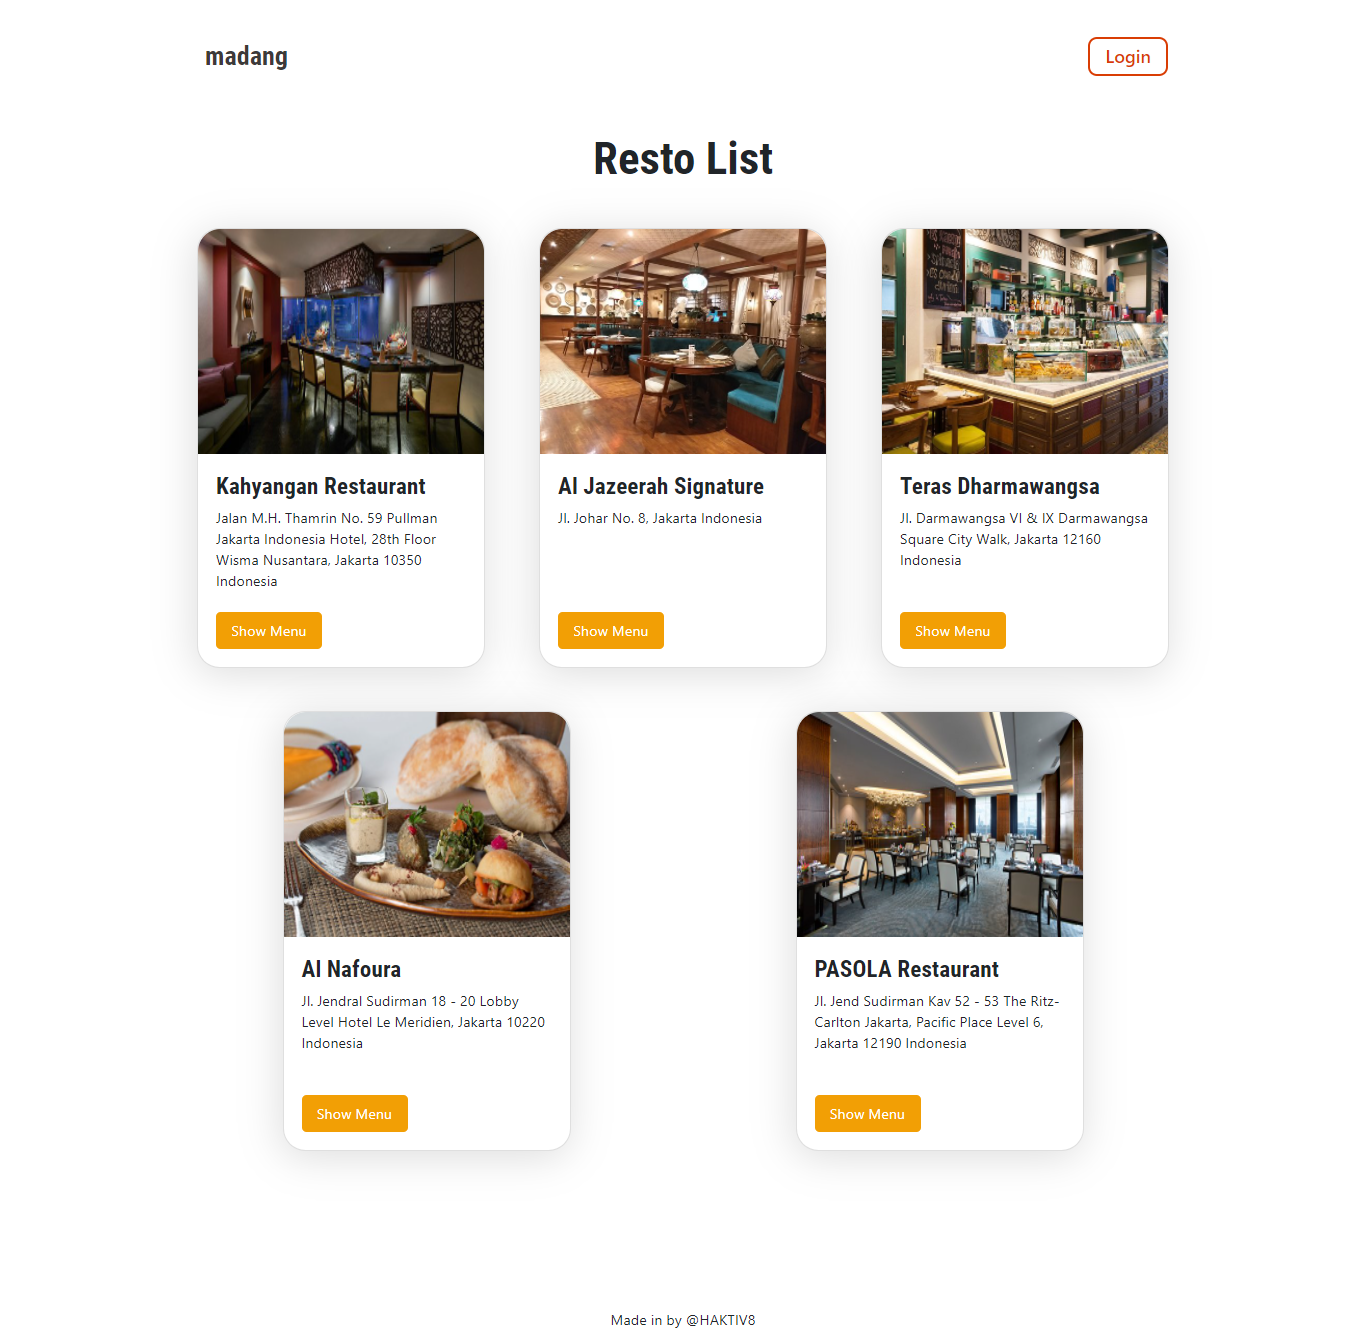 madang
Login
Resto List
Kahyangan Restaurant
Jalan M.H. Thamrin No. 59 Pullman
Jakarta Indonesia Hotel, 28th Floor
Wisma Nusantara, Jakarta 10350
Indonesia
Show Menu
Al Jazeerah Signature
Jl. Johar No. 8, Jakarta Indonesia
Show Menu
Teras Dharmawangsa
Jl. Darmawangsa VI & IX Darmawangsa
Square City Walk, Jakarta 12160
Indonesia
Show Menu
Al Nafoura
Jl. Jendral Sudirman 18 - 20 Lobby
Level Hotel Le Meridien, Jakarta 10220
Indonesia
Show Menu
PASOLA Restaurant
Jl. Jend Sudirman Kav 52 - 53 The Ritz-
Carlton Jakarta, Pacific Place Level 6,
Jakarta 12190 Indonesia
Show Menu
Made in by @HAKTIV8